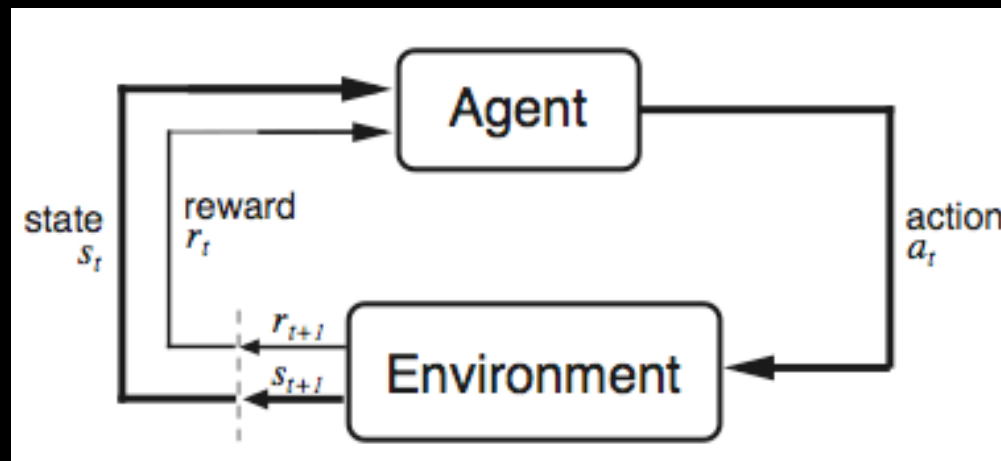 Agent
state
s_t
reward
r_t
action
a_t
r_{t+1}
s_{t+1}
Environment